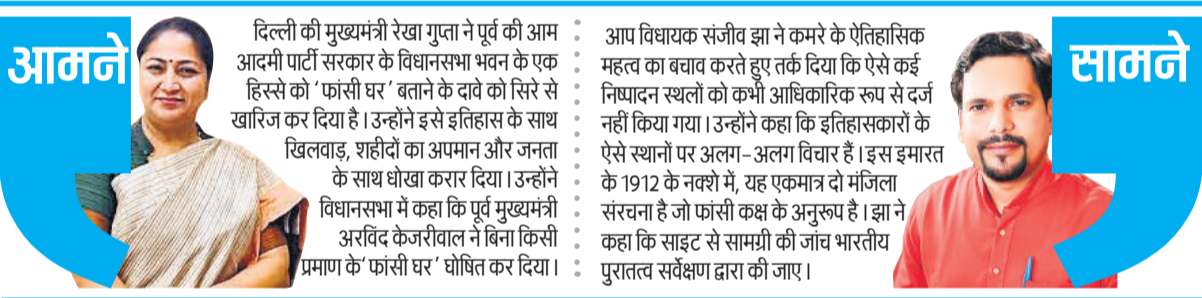 आमने
दिल्ली की मुख्यमंत्री रेखा गुप्ता ने पूर्व की आम
आदमी पार्टी सरकार के विधानसभा भवन के एक
हिस्से को 'फांसी घर' बताने के दावे को सिरे से
खारिज कर दिया है। उन्होंने इसे इतिहास के साथ
खिलवाड़, शहीदों का अपमान और जनता
के साथ धोखा करार दिया। उन्होंने
विधानसभा में कहा कि पूर्व मुख्यमंत्री
अरविंद केजरीवाल ने बिना किसी
प्रमाण के 'फांसी घर' घोषित कर दिया।
आप विधायक संजीव झा ने कमरे के ऐतिहासिक
महत्व का बचाव करते हुए तर्क दिया कि ऐसे कई
निष्पादन स्थलों को कभी आधिकारिक रूप से दर्ज
नहीं किया गया। उन्होंने कहा कि इतिहासकारों के
ऐसे स्थानों पर अलग-अलग विचार हैं। इस इमारत
के 1912 के नक्शे में, यह एकमात्र दो मंजिला
संरचना है जो फांसी कक्ष के अनुरूप है। झा ने
कहा कि साइट से सामग्री की जांच भारतीय
पुरातत्व सर्वेक्षण द्वारा की जाए।
सामने